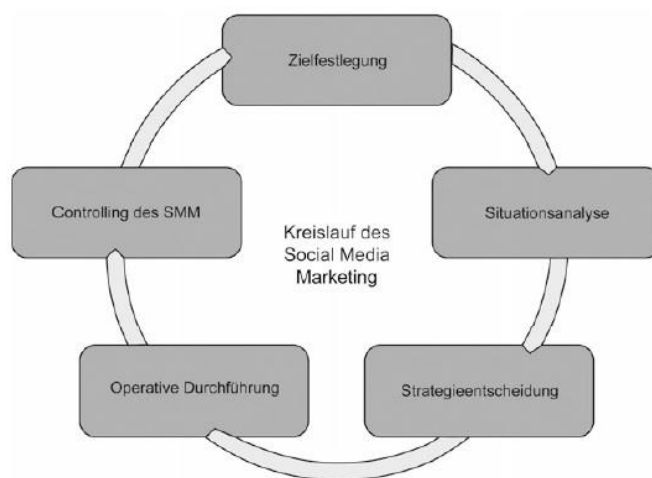 Zielfestlegung
Controlling des SMM
Situationsanalyse
Kreislauf des
Social Media
Marketing
Operative Durchführung
Strategieentscheidung